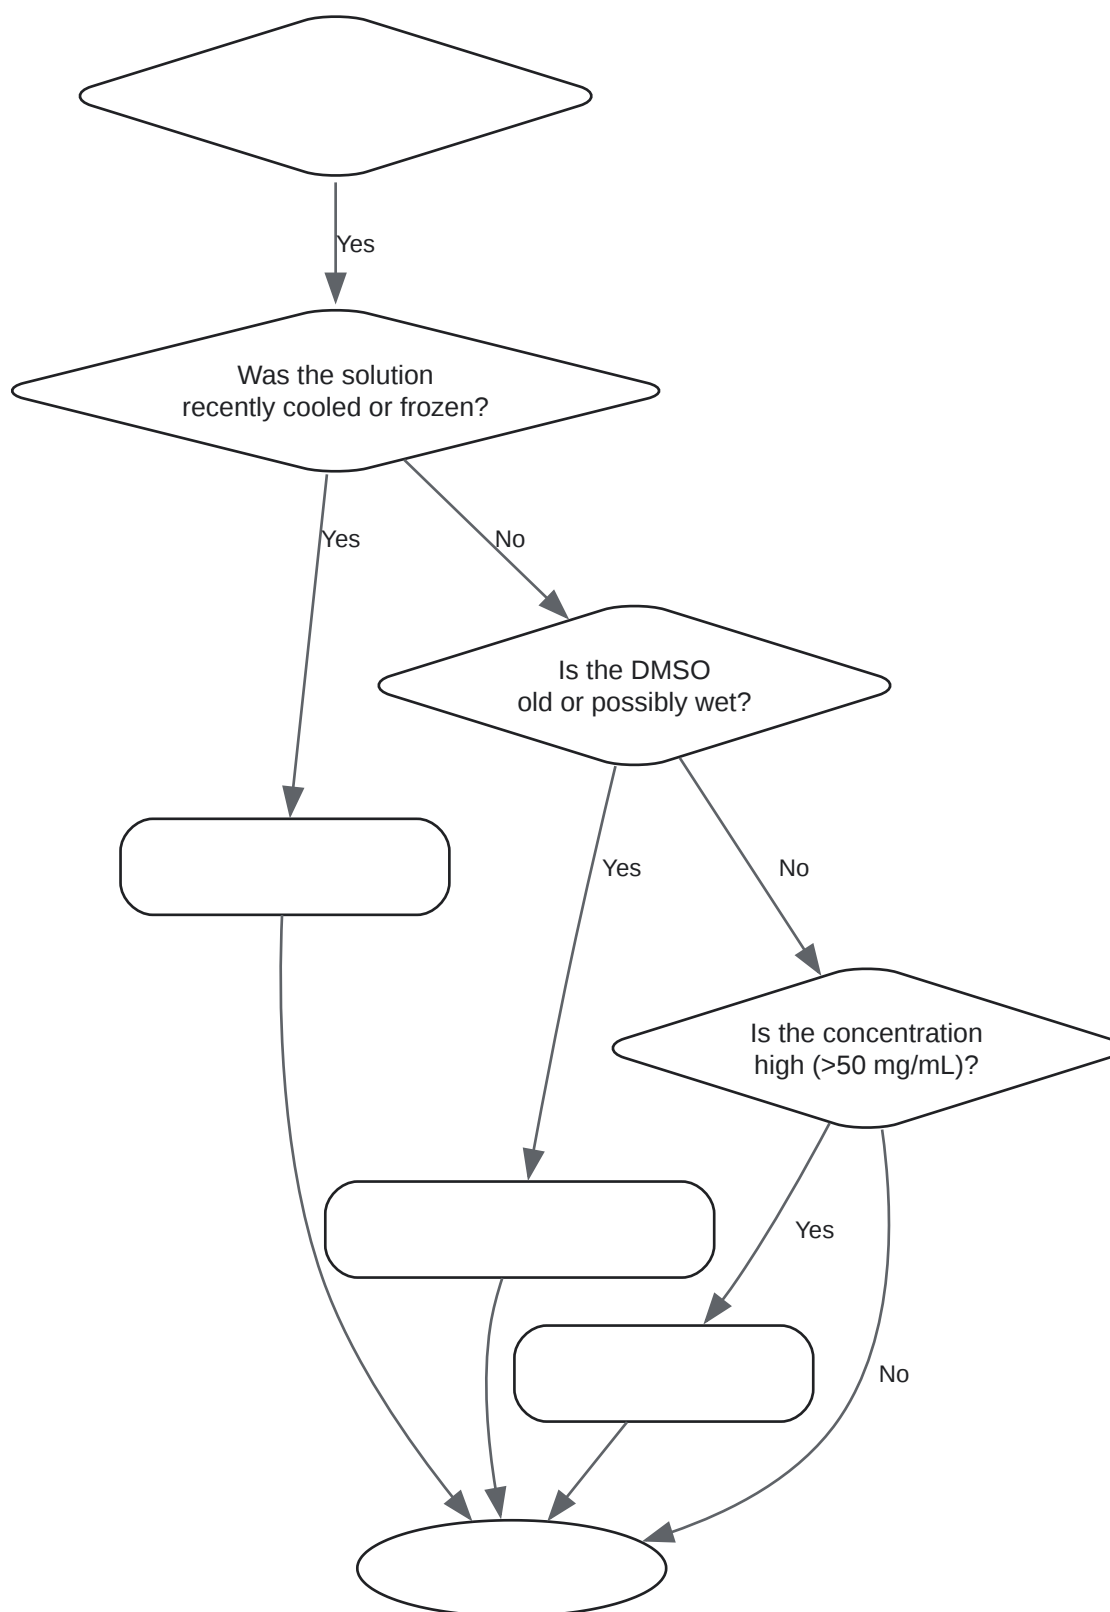 Yes
Was the solution
recently cooled or frozen?
Yes
No
Is the DMSO
old or possibly wet?
Yes
No
Is the concentration
high (>50 mg/mL)?
Yes
No